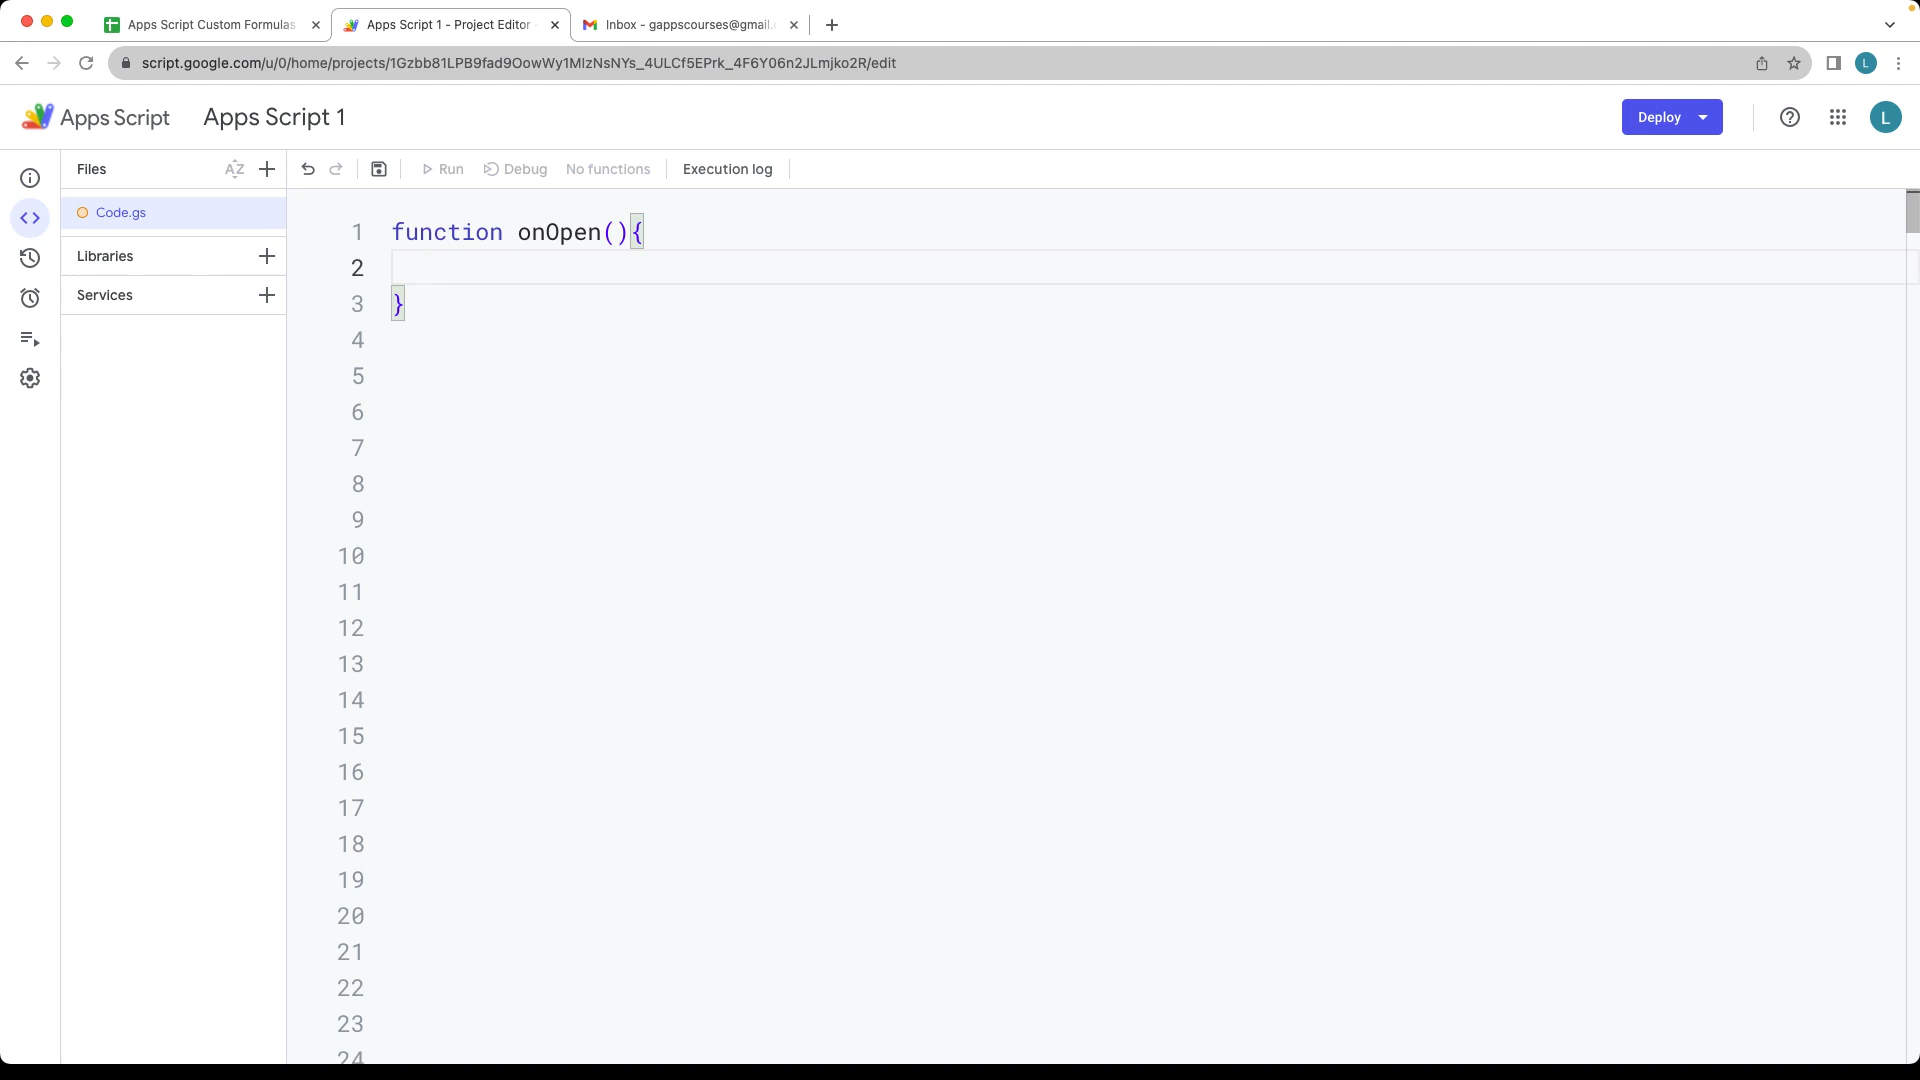 Apps Script Custom Formulas
Apps Script 1 - Project Editor -
Inbox - gappscourses@gmail.c
script.google.com/u/0/home/projects/1Gzbb81LPB9fad9OowWy1MIzNsNYs_4ULCf5EPrk_4F6Y06n2JLmjko2R/edit
L
Apps Script
Apps Script 1
Deploy
L
Files
AZ
Run
Debug
No functions
Execution log
Code.gs
Libraries
Services
1 function onOpen(){
2
3 }
4
5
6
7
8
9
10
11
12
13
14
15
16
17
18
19
20
21
22
23
24